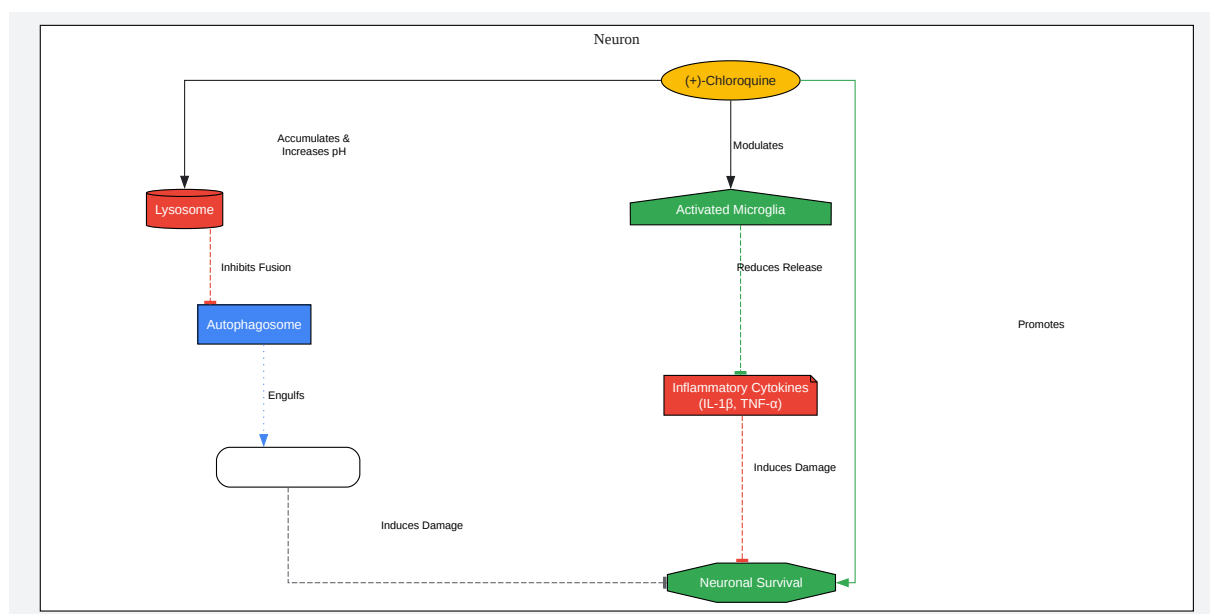 Neuron
(+)-Chloroquine
Accumulates &
Increases pH
Modulates
Lysosome
Activated Microglia
Inhibits Fusion
Reduces Release
Autophagosome
Promotes
Inflammatory Cytokines
(IL-1β, TNF-α)
Engulfs
Induces Damage
Induces Damage
Neuronal Survival